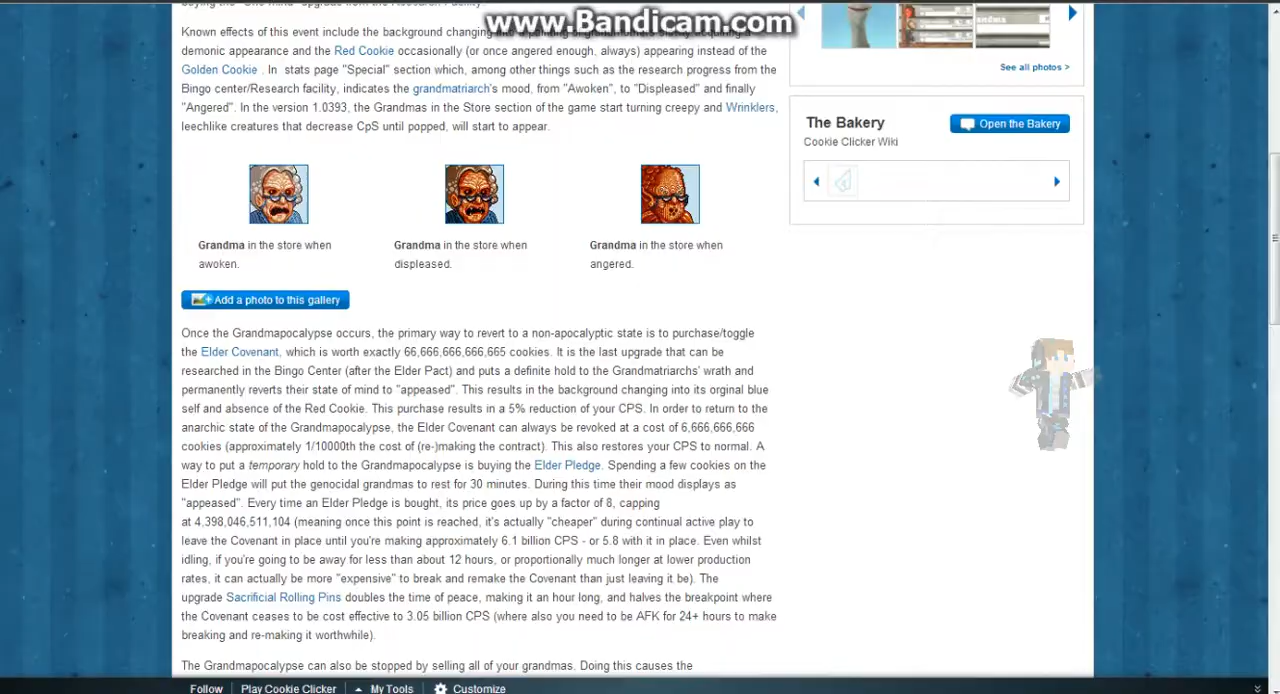 www.Bandicam.com
Known effects of this event include the background changing
demonic appearance and the Red Cookie occasionally (or once angered enough, always) appearing instead of the
Golden Cookie . In stats page "Special" section which, among other things such as the research progress from the
Bingo center/Research facility, indicates the grandmatriarch's mood, from "Awoken", to "Displeased" and finally
"Angered". In the version 1.0393, the Grandmas in the Store section of the game start turning creepy and Wrinklers,
leechlike creatures that decrease CpS until popped, will start to appear.
Grandma in the store when
awoken.
Grandma in the store when
displeased.
Grandma in the store when
angered.
Add a photo to this gallery
Once the Grandmapocalypse occurs, the primary way to revert to a non-apocalyptic state is to purchase/toggle
the Elder Covenant, which is worth exactly 66,666,666,666,665 cookies. It is the last upgrade that can be
researched in the Bingo Center (after the Elder Pact) and puts a definite hold to the Grandmatriarchs' wrath and
permanently reverts their state of mind to "appeased". This results in the background changing into its orginal blue
self and absence of the Red Cookie. This purchase results in a 5% reduction of your CPS. In order to return to the
anarchic state of the Grandmapocalypse, the Elder Covenant can always be revoked at a cost of 6,666,666,666
cookies (approximately 1/10000th the cost of (re-)making the contract). This also restores your CPS to normal. A
way to put a temporary hold to the Grandmapocalypse is buying the Elder Pledge. Spending a few cookies on the
Elder Pledge will put the genocidal grandmas to rest for 30 minutes. During this time their mood displays as
"appeased". Every time an Elder Pledge is bought, its price goes up by a factor of 8, capping
at 4,398,046,511,104 (meaning once this point is reached, it's actually "cheaper" during continual active play to
leave the Covenant in place until you're making approximately 6.1 billion CPS - or 5.8 with it in place. Even whilst
idling, if you're going to be away for less than about 12 hours, or proportionally much longer at lower production
rates, it can actually be more "expensive" to break and remake the Covenant than just leaving it be). The
upgrade Sacrificial Rolling Pins doubles the time of peace, making it an hour long, and halves the breakpoint where
the Covenant ceases to be cost effective to 3.05 billion CPS (where also you need to be AFK for 24+ hours to make
breaking and re-making it worthwhile).
The Grandmapocalypse can also be stopped by selling all of your grandmas. Doing this causes the
See all photos >
The Bakery
Open the Bakery
Cookie Clicker Wiki
Follow
Play Cookie Clicker
My Tools
Customize